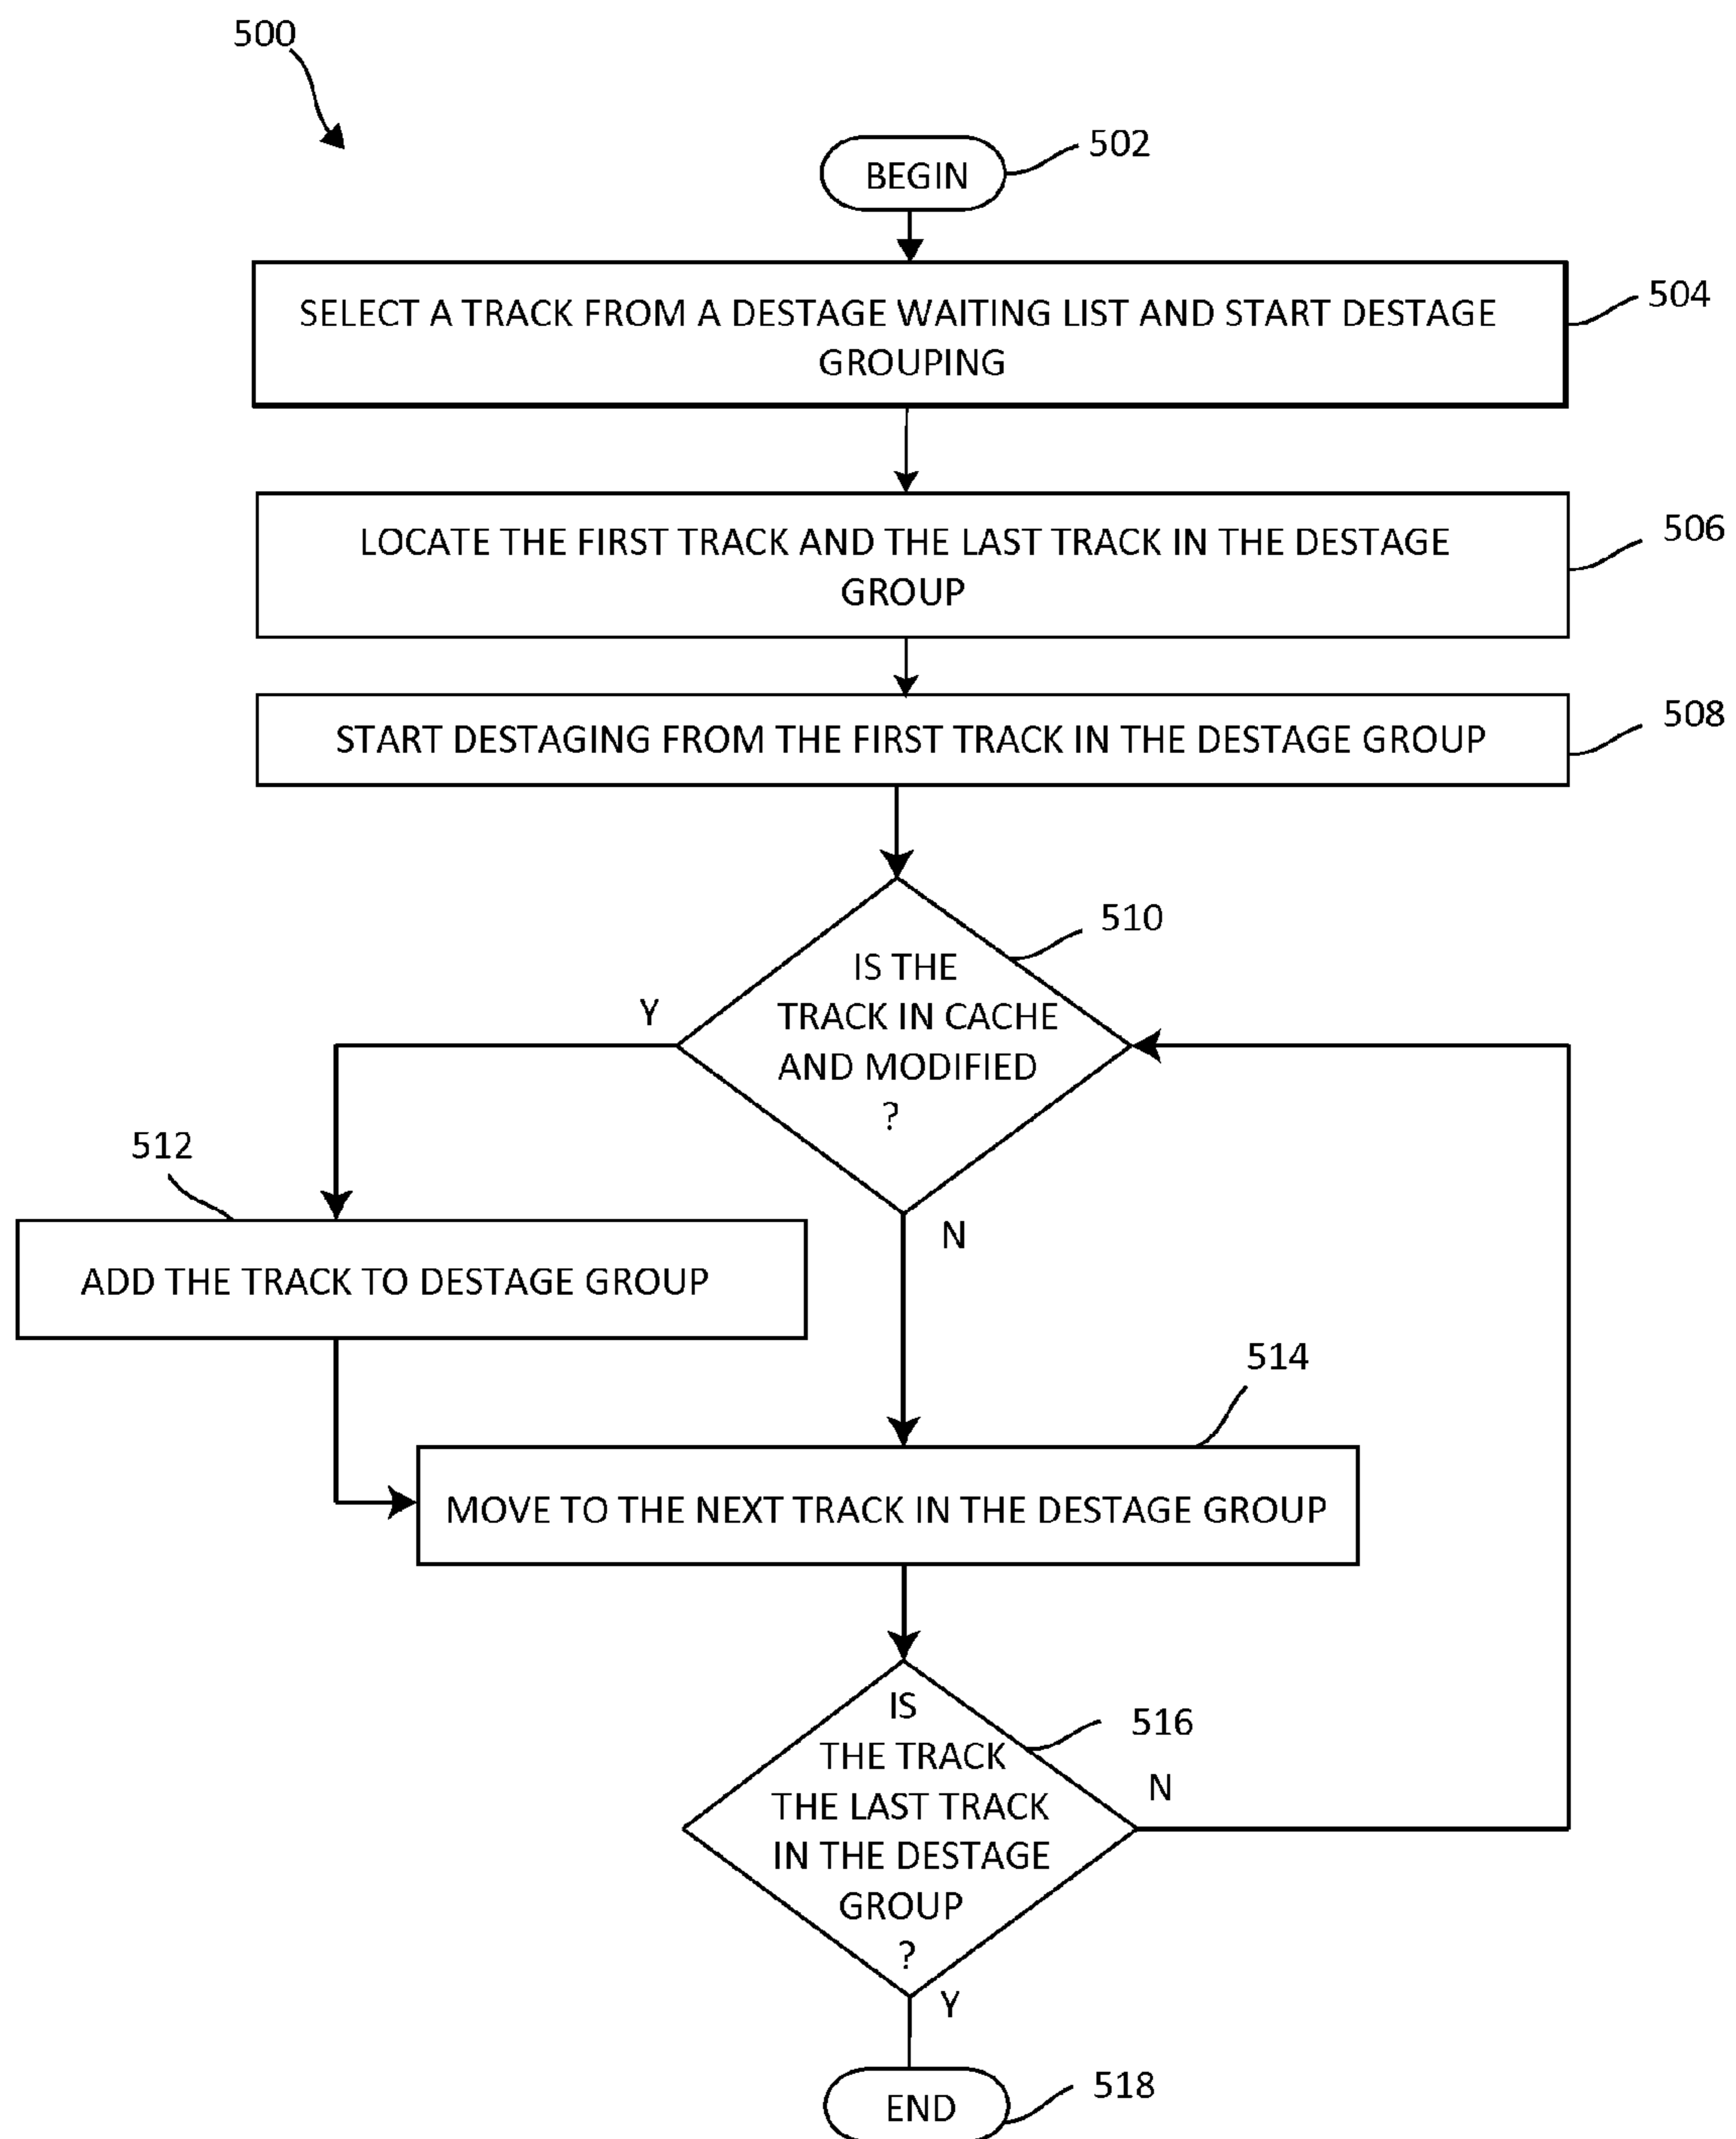 500
BEGIN
502
SELECT A TRACK FROM A DESTAGE WAITING LIST AND START DESTAGE
GROUPING
504
LOCATE THE FIRST TRACK AND THE LAST TRACK IN THE DESTAGE
GROUP
506
START DESTAGING FROM THE FIRST TRACK IN THE DESTAGE GROUP
508
510
IS THE
TRACK IN CACHE
AND MODIFIED
?
Y
N
512
ADD THE TRACK TO DESTAGE GROUP
514
MOVE TO THE NEXT TRACK IN THE DESTAGE GROUP
IS
THE TRACK
THE LAST TRACK
IN THE DESTAGE
GROUP
?
516
N
Y
END
518